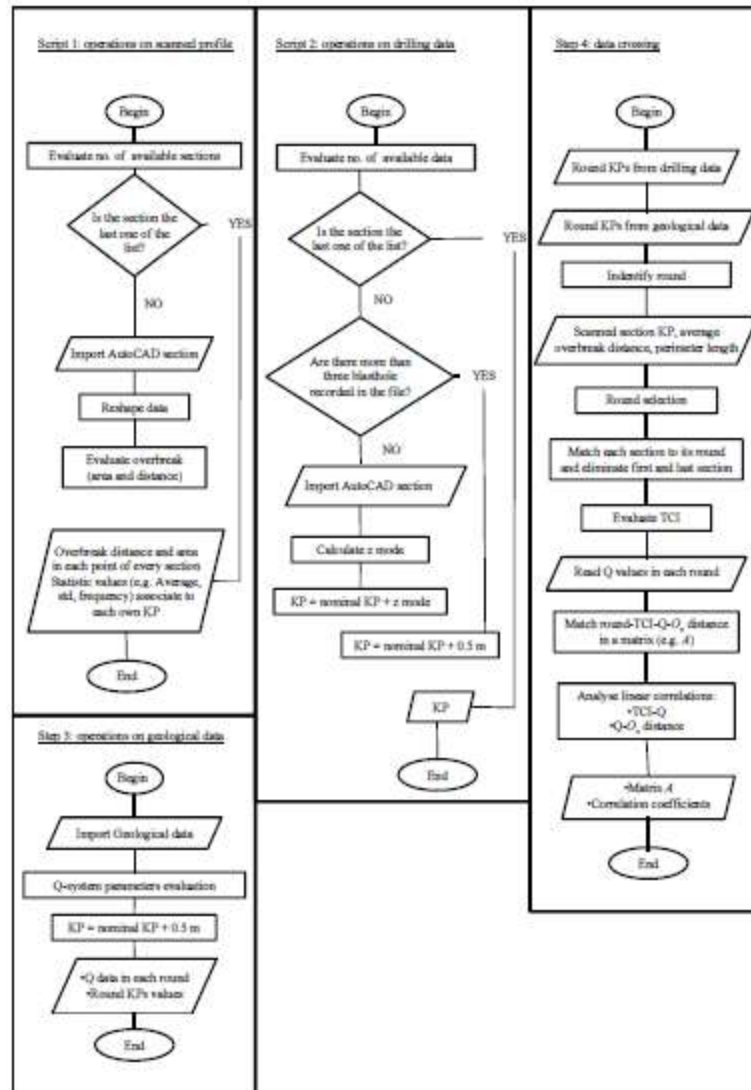 Script 1: operations on scanned profile
Begin
Evaluate no. of available sections
Is the section the
last one of the
list?
YES
NO
Import AutoCAD section
Reshape data
Evaluate overbreak
(area and distance)
Overbreak distance and area
in each point of every section
Statistic values (e.g. Average,
std, frequency) associate to
each own KP
End
Script 2: operations on drilling data
Begin
Evaluate no. of available data
Is the section the
last one of the list?
YES
NO
Are there more than
three blasthole
recorded in the file?
YES
NO
Import AutoCAD section
Calculate z mode
KP = nominal KP + z mode
KP = nominal KP + 0.5 m
KP
End
Step 3: operations on geological data
Begin
Import Geological data
Q-system parameters evaluation
KP = nominal KP + 0.5 m
•Q data in each round
•Round KPs values
End
Step 4: data crossing
Begin
Round KPs from drilling data
Round KPs from geological data
Indentify round
Scanned section KP, average
overbreak distance, perimeter length
Round selection
Match each section to its round
and eliminate first and last section
Evaluate TCI
Read Q values in each round
Match round-TCI-Q-O distance
in a matrix (e.g. A)
Analyse linear correlations:
•TCI-Q
•Q-O distance
•Matrix A
•Correlation coefficients
End